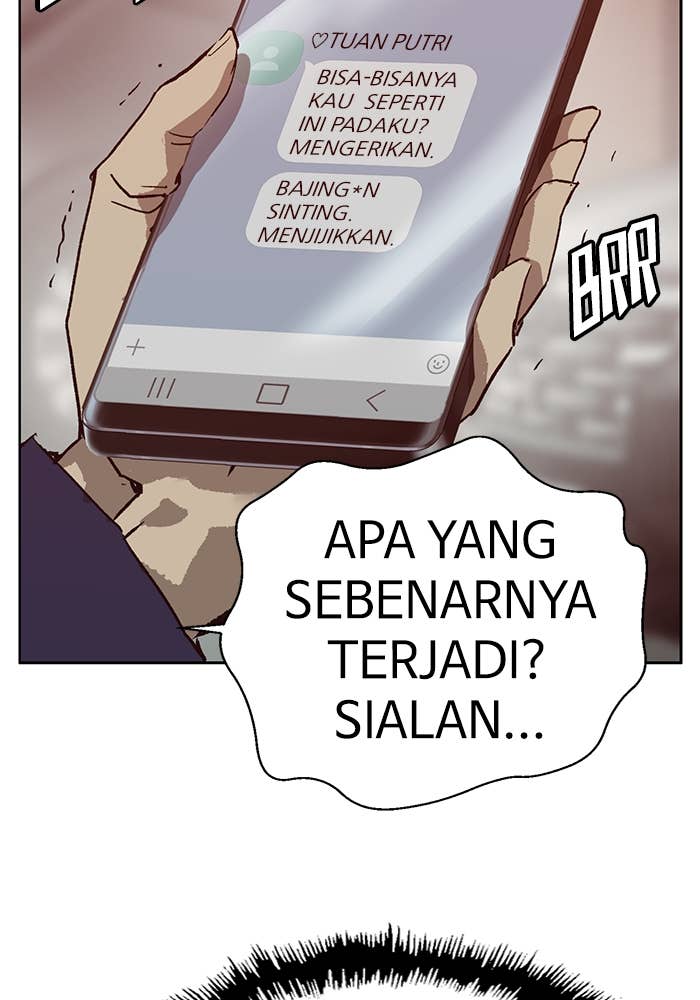 ♡TUAN PUTRI
BISA-BISANYA
KAU SEPERTI
INI PADAKU?
MENGERIKAN.
BAJING*N
SINTING.
MENJIJIKKAN.
BRR
APA YANG
SEBENARNYA
TERJADI?
SIALAN...